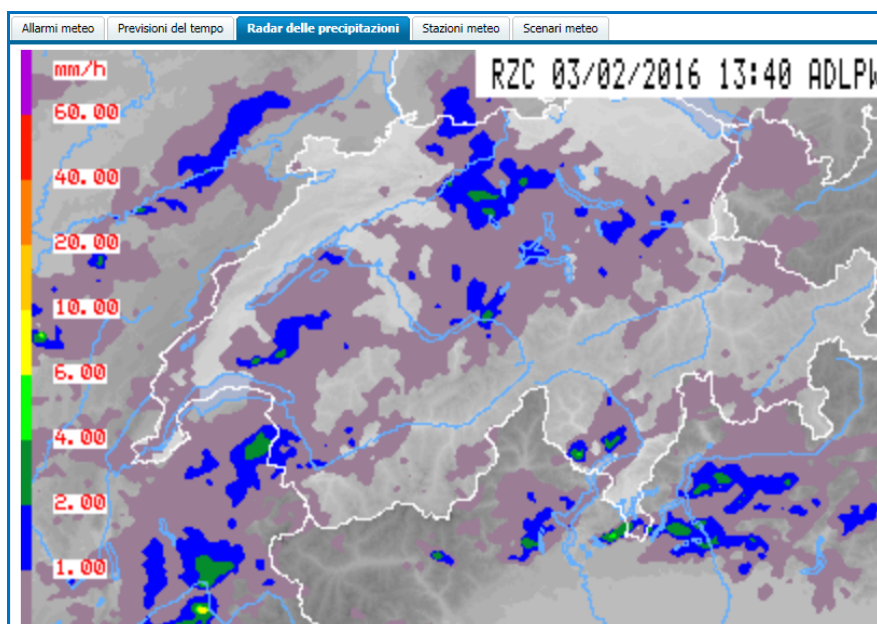 Allarmi meteo Previsioni del tempo Radar delle precipitazioni Stazioni meteo Scenari meteo
RZC 03/02/2016 13:40 ADLPW
mm/h
60.00
40.00
20.00
10.00
6.00
4.00
2.00
1.00